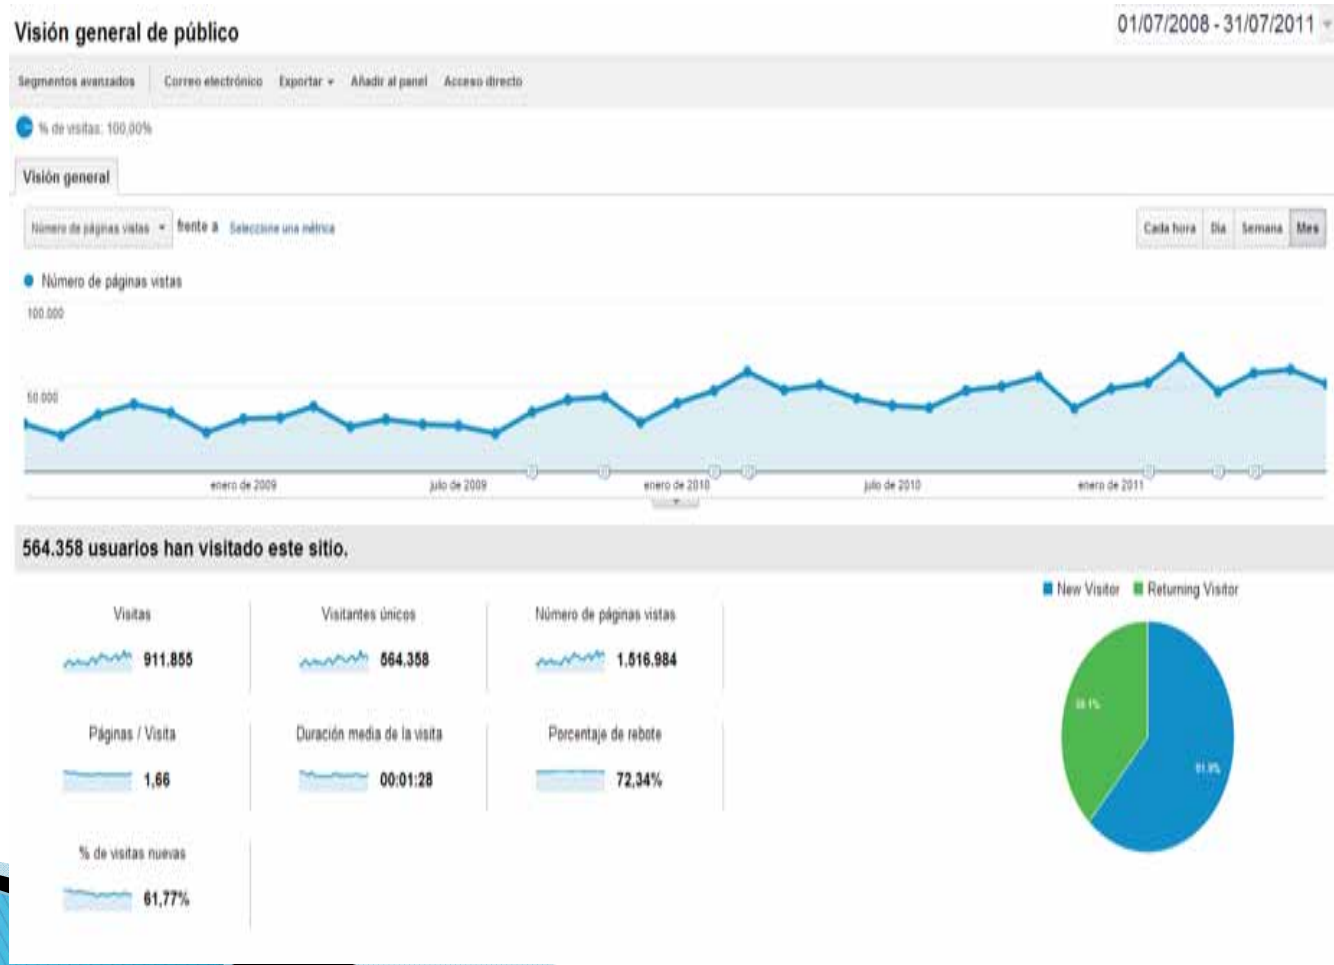 Visión general de público
01/07/2008 - 31/07/2011
Segmentos avanzados Correo electrónico Exportar Añadir al panel Acceso directo
% de visitas: 100,00%
Visión general
Número de páginas vistas frente a Seleccione una métrica
Cada hora Día Semana Mes
Número de páginas vistas
100.000
50.000
enero de 2009 julio de 2009 enero de 2010 julio de 2010 enero de 2011
564.358 usuarios han visitado este sitio.
New Visitor Returning Visitor
Visitas Visitantes únicos Número de páginas vistas
911.855 564.358 1.516.984
Páginas / Visita Duración media de la visita Porcentaje de rebote
1,66 00:01:28 72,34%
% de visitas nuevas
61,77%